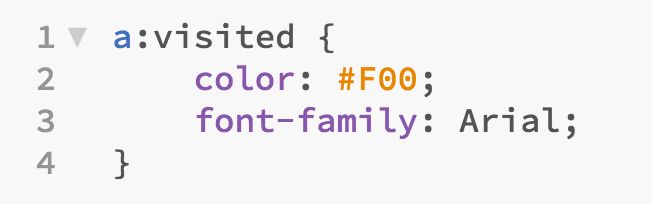 1 ▼ a:visited {
2     color: #F00;
3     font-family: Arial;
4 }